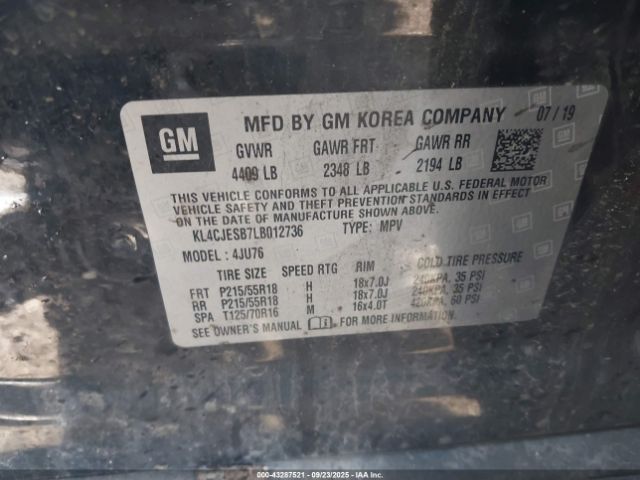 GM
MFD BY GM KOREA COMPANY 07/19
GVWR GAWR FRT GAWR RR
4409 LB 2348 LB 2194 LB
THIS VEHICLE CONFORMS TO ALL APPLICABLE U.S. FEDERAL MOTOR
VEHICLE SAFETY AND THEFT PREVENTION STANDARDS IN EFFECT
ON THE DATE OF MANUFACTURE SHOWN ABOVE.
KL4CJESB7LB012736 TYPE: MPV
MODEL: 4JU76
TIRE SIZE SPEED RTG RIM COLD TIRE PRESSURE
FRT P215/55R18 H 18x7.0J 240KPA, 35 PSI
RR P215/55R18 H 18x7.0J 240KPA, 35 PSI
SPA T125/70R16 M 16x4.0T 420KPA, 60 PSI
SEE OWNER'S MANUAL FOR MORE INFORMATION.
000-43287521 - 09/23/2025 - IAAI.COM